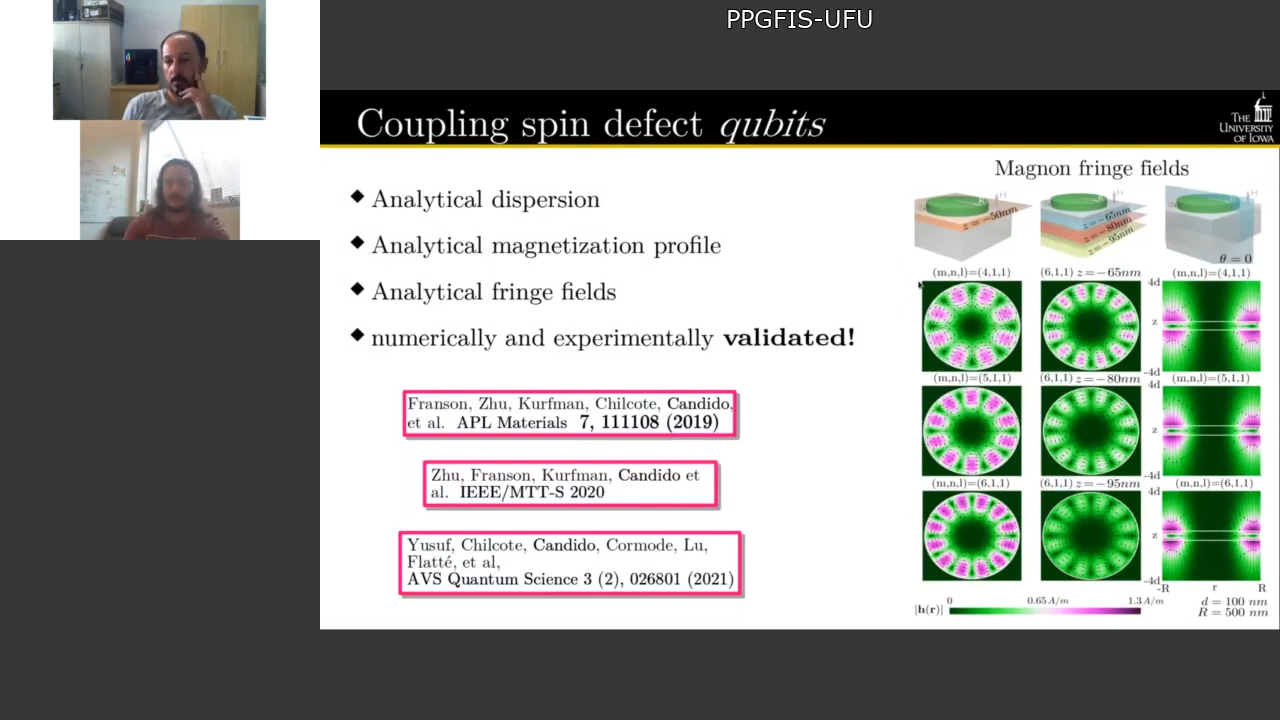 PPGFIS-UFU
Coupling spin defect qubits
THE
UNIVERSITY
OF IOWA
◆ Analytical dispersion
◆ Analytical magnetization profile
◆ Analytical fringe fields
◆ numerically and experimentally validated!
Franson, Zhu, Kurfman, Chilcote, Candido,
et al. APL Materials 7, 111108 (2019)
Zhu, Franson, Kurfman, Candido et
al. IEEE/MTT-S 2020
Yusuf, Chilcote, Candido, Cormode, Lu,
Flatté, et al,
AVS Quantum Science 3 (2), 026801 (2021)
Magnon fringe fields
z = −50nm
z = −65nm
z = −80nm
z = −95nm
θ = 0
(m,n,l)=(4,1,1) (6,1,1) z = −65nm (m,n,l)=(4,1,1)
4d
z
-4d
(m,n,l)=(5,1,1) (6,1,1) z = −80nm (m,n,l)=(5,1,1)
4d
z
-4d
(m,n,l)=(6,1,1) (6,1,1) z = −95nm (m,n,l)=(6,1,1)
4d
z
-4d
-R r R
0 0.65 A/m 1.3 A/m
|h(r)|
d = 100 nm
R = 500 nm